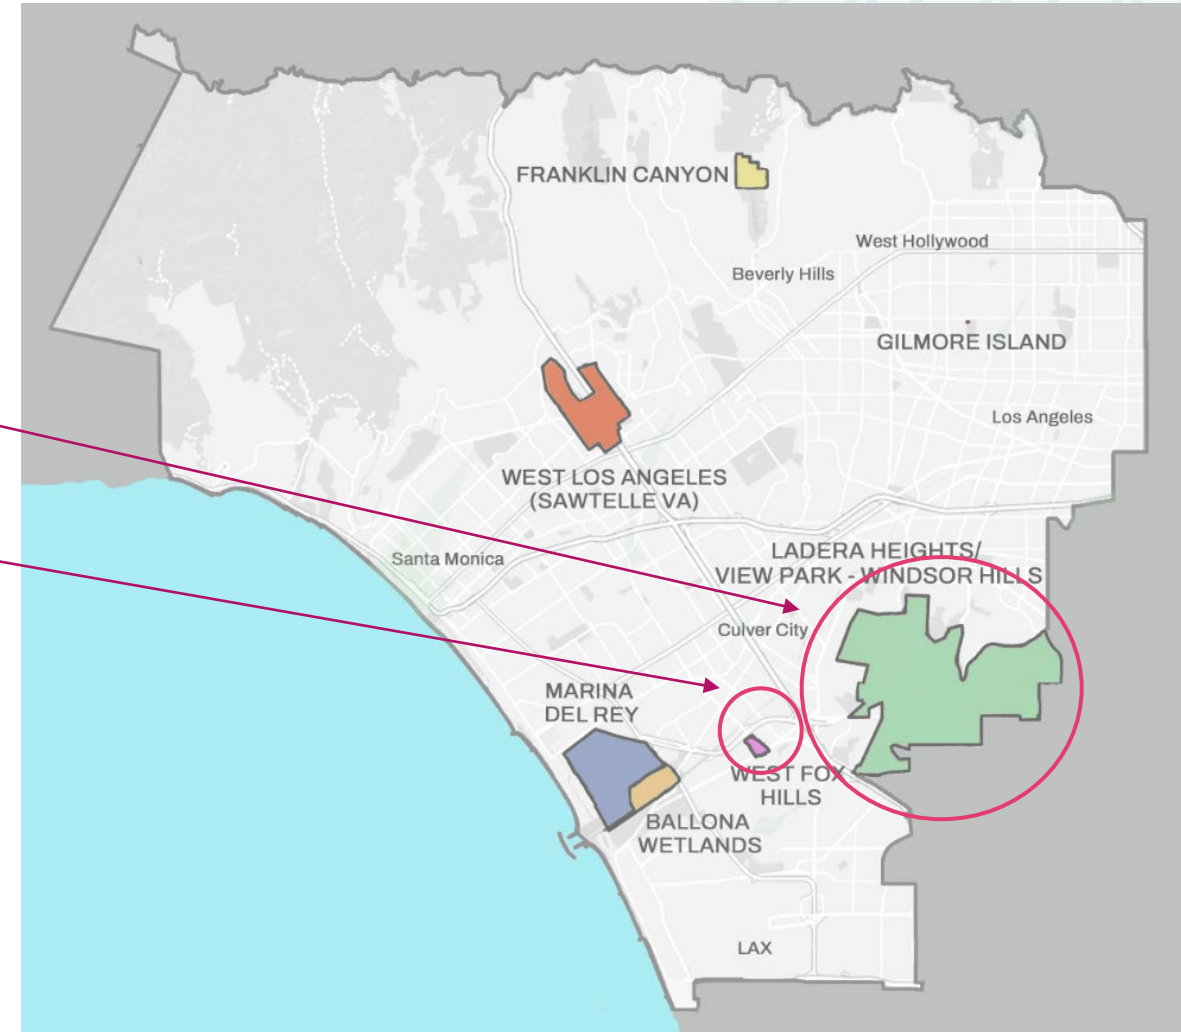 FRANKLIN CANYON
West Hollywood
Beverly Hills
GILMORE ISLAND
Los Angeles
WEST LOS ANGELES
(SAWTELLE VA)
Santa Monica
LADERA HEIGHTS/
VIEW PARK - WINDSOR HILLS
Culver City
MARINA
DEL REY
WEST FOX
HILLS
BALLONA
WETLANDS
LAX